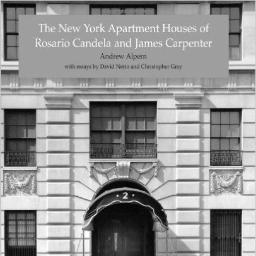 The New York Apartment Houses of
Rosario Candela and James Carpenter
Andrew Alpern
with essays by David Netto and Christopher Gray
2